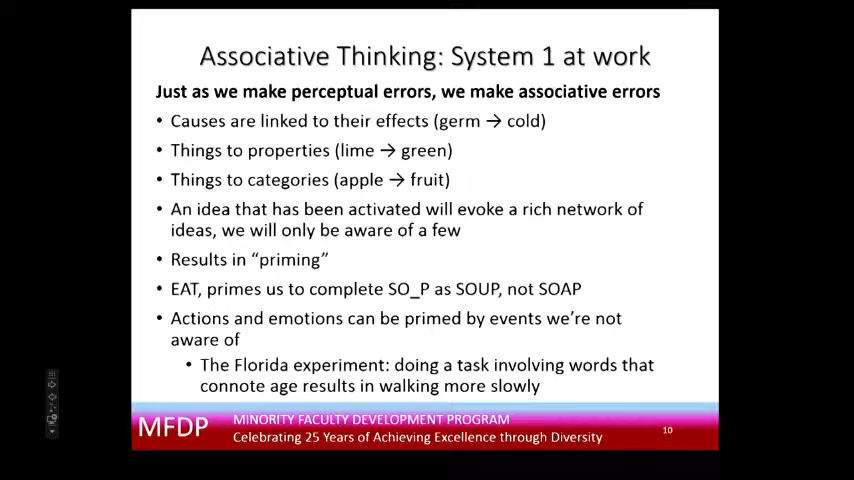 Associative Thinking: System 1 at work
Just as we make perceptual errors, we make associative errors
• Causes are linked to their effects (germ → cold)
• Things to properties (lime → green)
• Things to categories (apple → fruit)
• An idea that has been activated will evoke a rich network of
ideas, we will only be aware of a few
• Results in “priming”
• EAT, primes us to complete SO_P as SOUP, not SOAP
• Actions and emotions can be primed by events we’re not
aware of
• The Florida experiment: doing a task involving words that
connote age results in walking more slowly
MFDP
MINORITY FACULTY DEVELOPMENT PROGRAM
Celebrating 25 Years of Achieving Excellence through Diversity
10